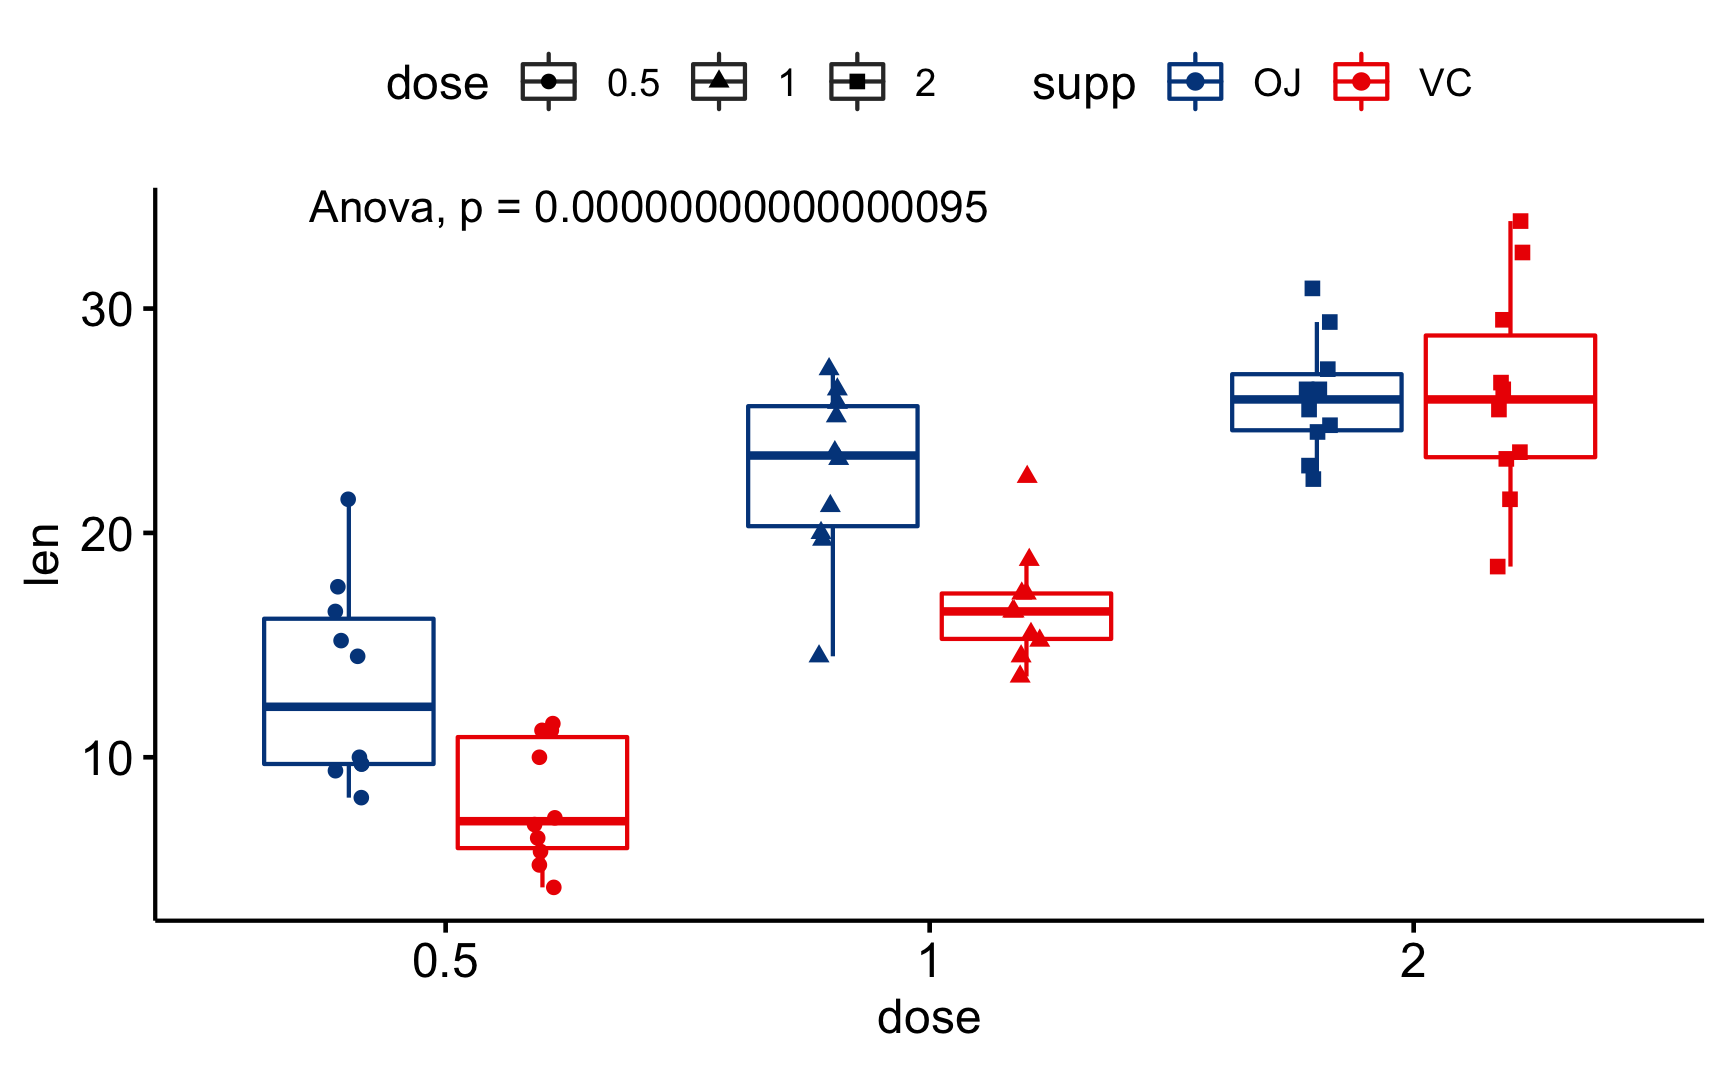 dose 0.5 1 2 supp OJ VC
Anova, p = 0.00000000000000095
30
20
10
len
0.5 1 2
dose